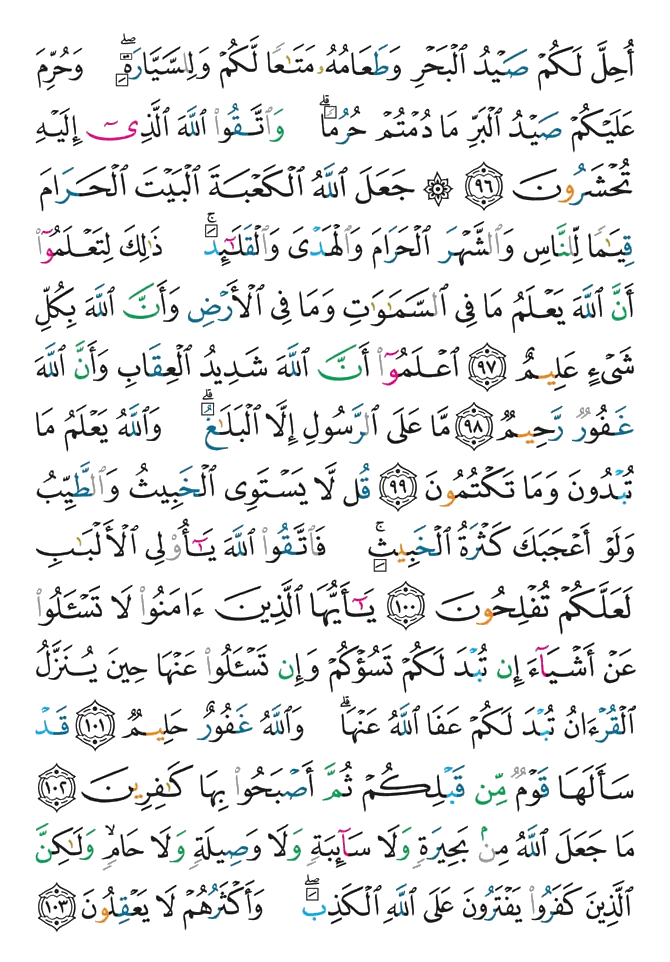 أُحِلَّ لَكُمْ صَيْدُ ٱلْبَحْرِ وَطَعَامُهُۥ مَتَـٰعًا لَّكُمْ وَلِلسَّيَّارَةِ ۖ وَحُرِّمَ
عَلَيْكُمْ صَيْدُ ٱلْبَرِّ مَا دُمْتُمْ حُرُمًا ۗ وَٱتَّقُوا۟ ٱللَّهَ ٱلَّذِىٓ إِلَيْهِ
تُحْشَرُونَ ﴿٩٦﴾ ۞ جَعَلَ ٱللَّهُ ٱلْكَعْبَةَ ٱلْبَيْتَ ٱلْحَرَامَ
قِيَـٰمًا لِّلنَّاسِ وَٱلشَّهْرَ ٱلْحَرَامَ وَٱلْهَدْىَ وَٱلْقَلَـٰٓئِدَ ۚ ذَٰلِكَ لِتَعْلَمُوٓا۟
أَنَّ ٱللَّهَ يَعْلَمُ مَا فِى ٱلسَّمَـٰوَٰتِ وَمَا فِى ٱلْأَرْضِ وَأَنَّ ٱللَّهَ بِكُلِّ
شَىْءٍ عَلِيمٌ ﴿٩٧﴾ ٱعْلَمُوٓا۟ أَنَّ ٱللَّهَ شَدِيدُ ٱلْعِقَابِ وَأَنَّ ٱللَّهَ
غَفُورٌ رَّحِيمٌ ﴿٩٨﴾ مَّا عَلَى ٱلرَّسُولِ إِلَّا ٱلْبَلَـٰغُ ۗ وَٱللَّهُ يَعْلَمُ مَا
تُبْدُونَ وَمَا تَكْتُمُونَ ﴿٩٩﴾ قُل لَّا يَسْتَوِى ٱلْخَبِيثُ وَٱلطَّيِّبُ
وَلَوْ أَعْجَبَكَ كَثْرَةُ ٱلْخَبِيثِ ۚ فَٱتَّقُوا۟ ٱللَّهَ يَـٰٓأُو۟لِى ٱلْأَلْبَـٰبِ
لَعَلَّكُمْ تُفْلِحُونَ ﴿١٠٠﴾ يَـٰٓأَيُّهَا ٱلَّذِينَ ءَامَنُوا۟ لَا تَسْـَٔلُوا۟
عَنْ أَشْيَآءَ إِن تُبْدَ لَكُمْ تَسُؤْكُمْ وَإِن تَسْـَٔلُوا۟ عَنْهَا حِينَ يُنَزَّلُ
ٱلْقُرْءَانُ تُبْدَ لَكُمْ عَفَا ٱللَّهُ عَنْهَا ۗ وَٱللَّهُ غَفُورٌ حَلِيمٌ ﴿١٠١﴾ قَدْ
سَأَلَهَا قَوْمٌ مِّن قَبْلِكُمْ ثُمَّ أَصْبَحُوا۟ بِهَا كَـٰفِرِينَ ﴿١٠٢﴾
مَا جَعَلَ ٱللَّهُ مِنۢ بَحِيرَةٍ وَلَا سَآئِبَةٍ وَلَا وَصِيلَةٍ وَلَا حَامٍ ۙ وَلَـٰكِنَّ
ٱلَّذِينَ كَفَرُوا۟ يَفْتَرُونَ عَلَى ٱللَّهِ ٱلْكَذِبَ ۖ وَأَكْثَرُهُمْ لَا يَعْقِلُونَ ﴿١٠٣﴾